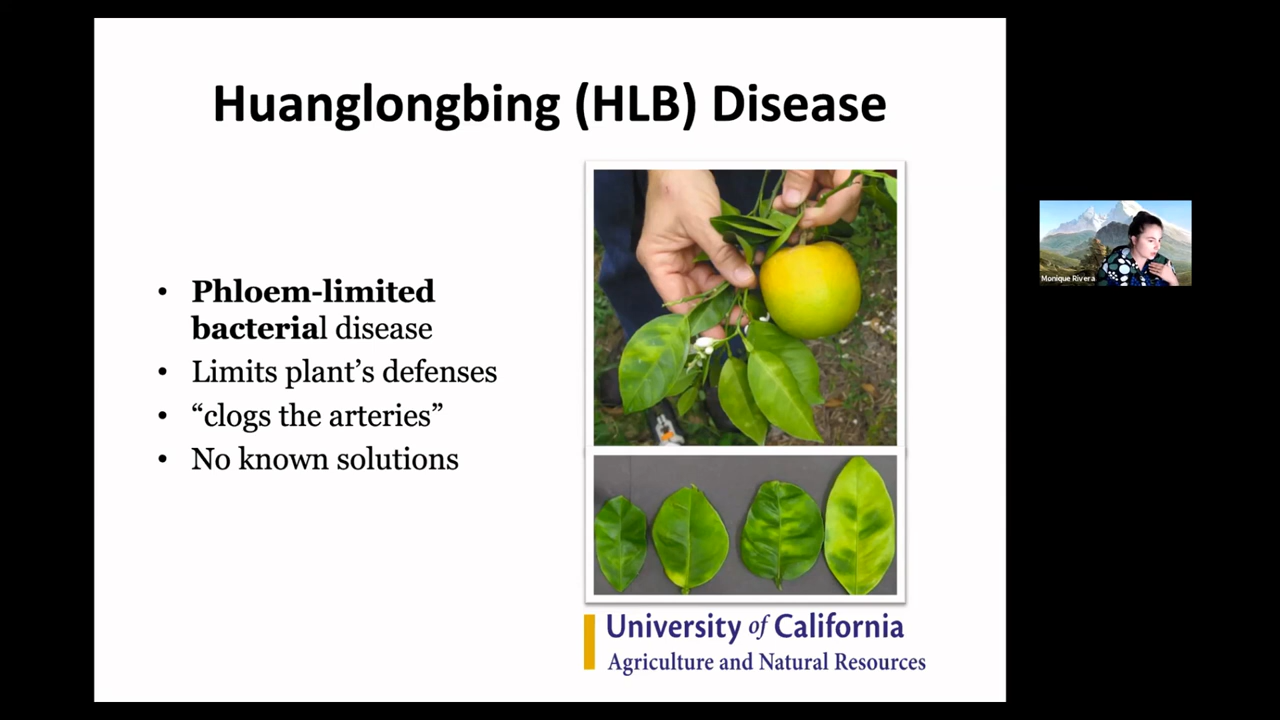 Huanglongbing (HLB) Disease
• Phloem-limited
bacterial disease
• Limits plant’s defenses
• “clogs the arteries”
• No known solutions
University of California
Agriculture and Natural Resources
Monique Rivera